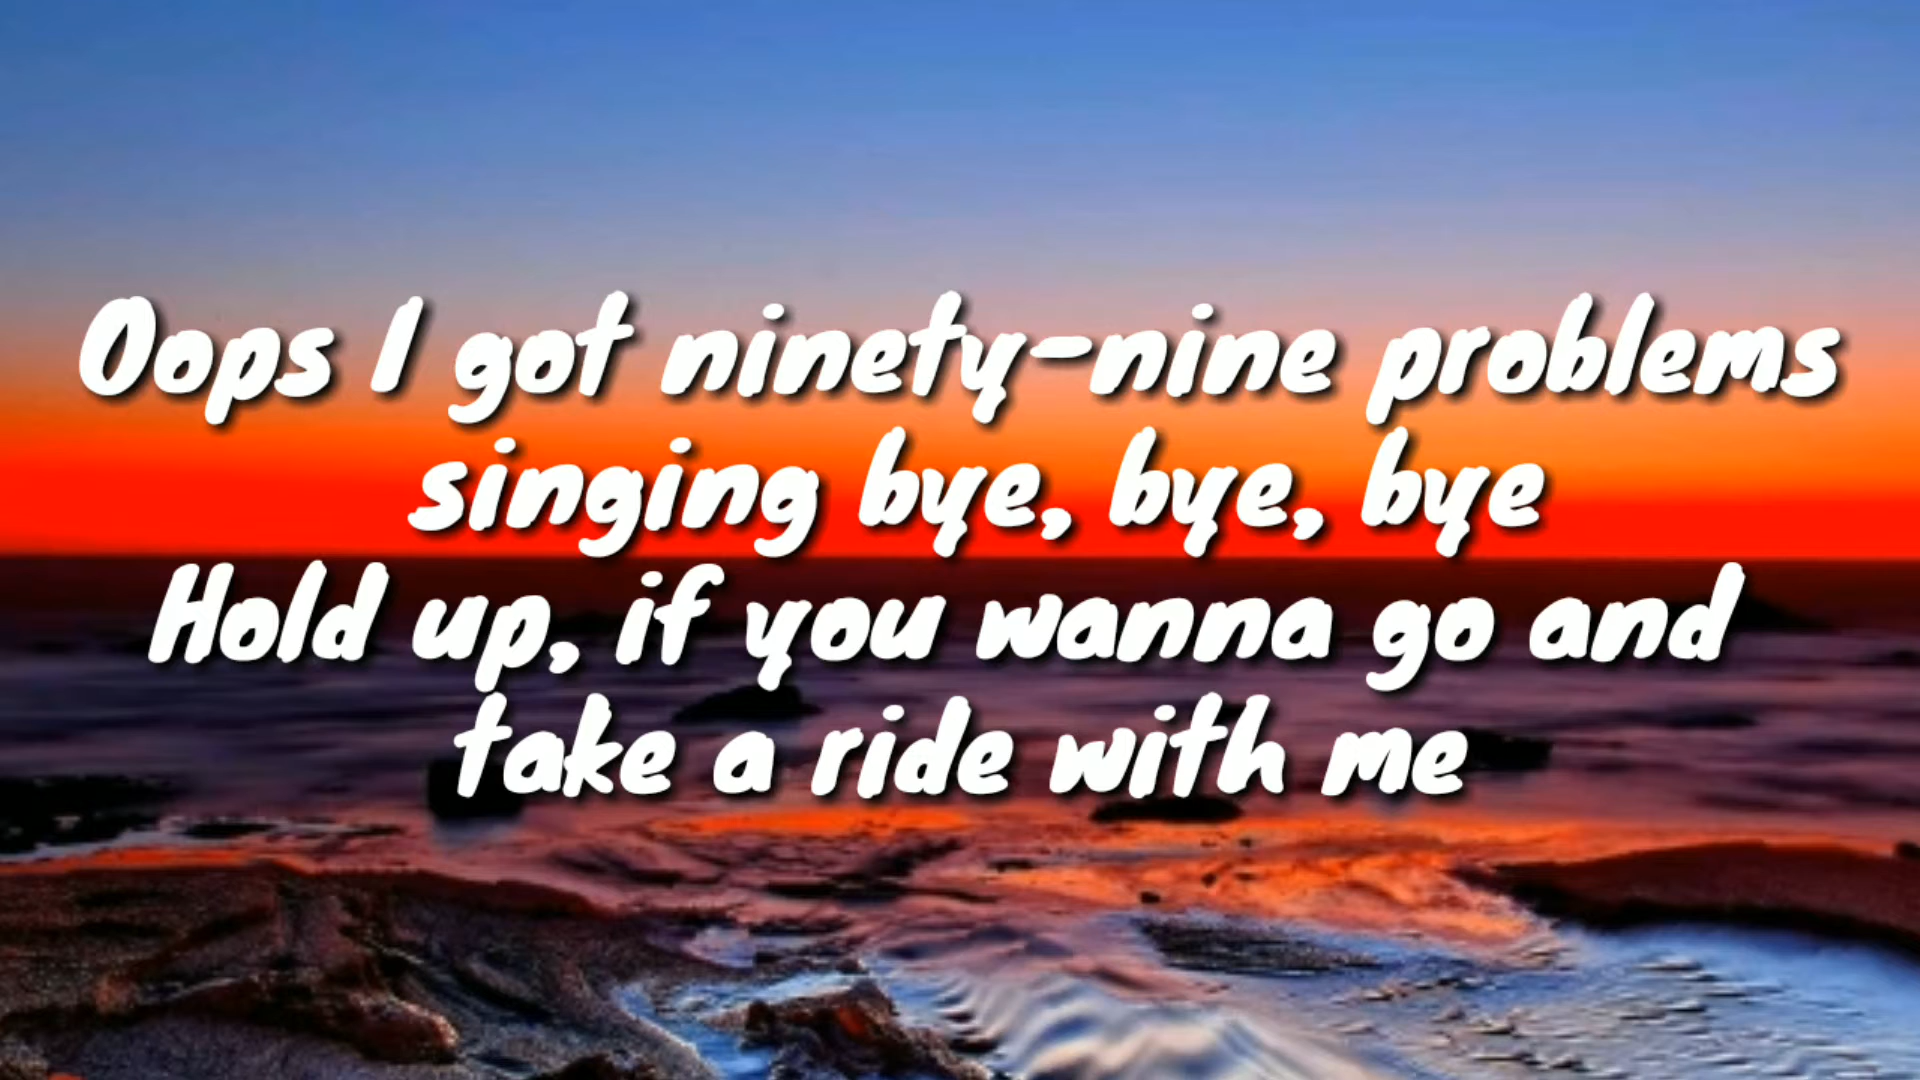 Oops I got ninety-nine problems
singing bye, bye, bye
Hold up, if you wanna go and
take a ride with me